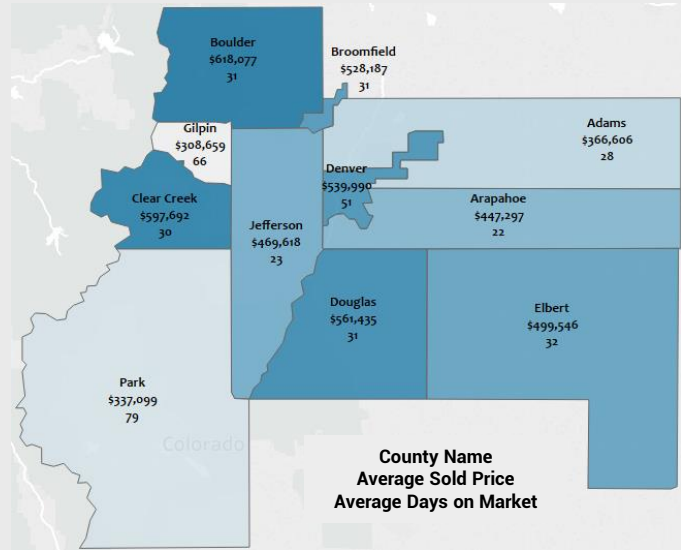 Boulder
$618,077
31
Broomfield
$528,187
31
Gilpin
$308,659
66
Adams
$366,606
28
Denver
$539,990
51
Clear Creek
$597,692
30
Arapahoe
$447,297
22
Jefferson
$469,618
23
Douglas
$561,435
31
Elbert
$499,546
32
Park
$337,099
79
Colorado
County Name
Average Sold Price
Average Days on Market